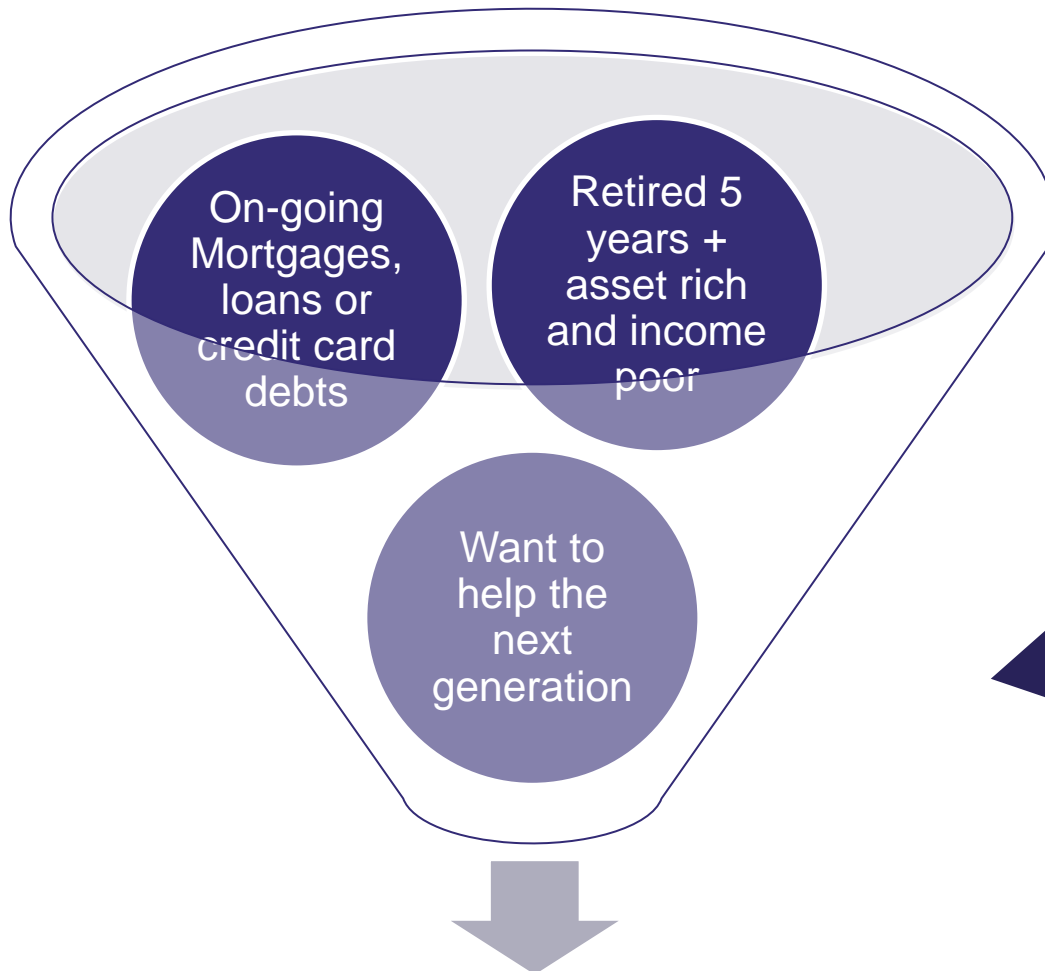 On-going
Mortgages,
loans or
credit card
debts
Retired 5
years +
asset rich
and income
poor
Want to
help the
next
generation